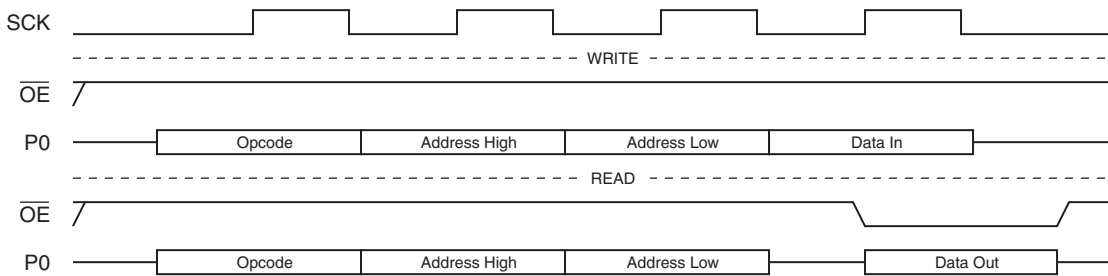 SCK
WRITE
OE
P0 Opcode Address High Address Low Data In
READ
OE
P0 Opcode Address High Address Low Data Out